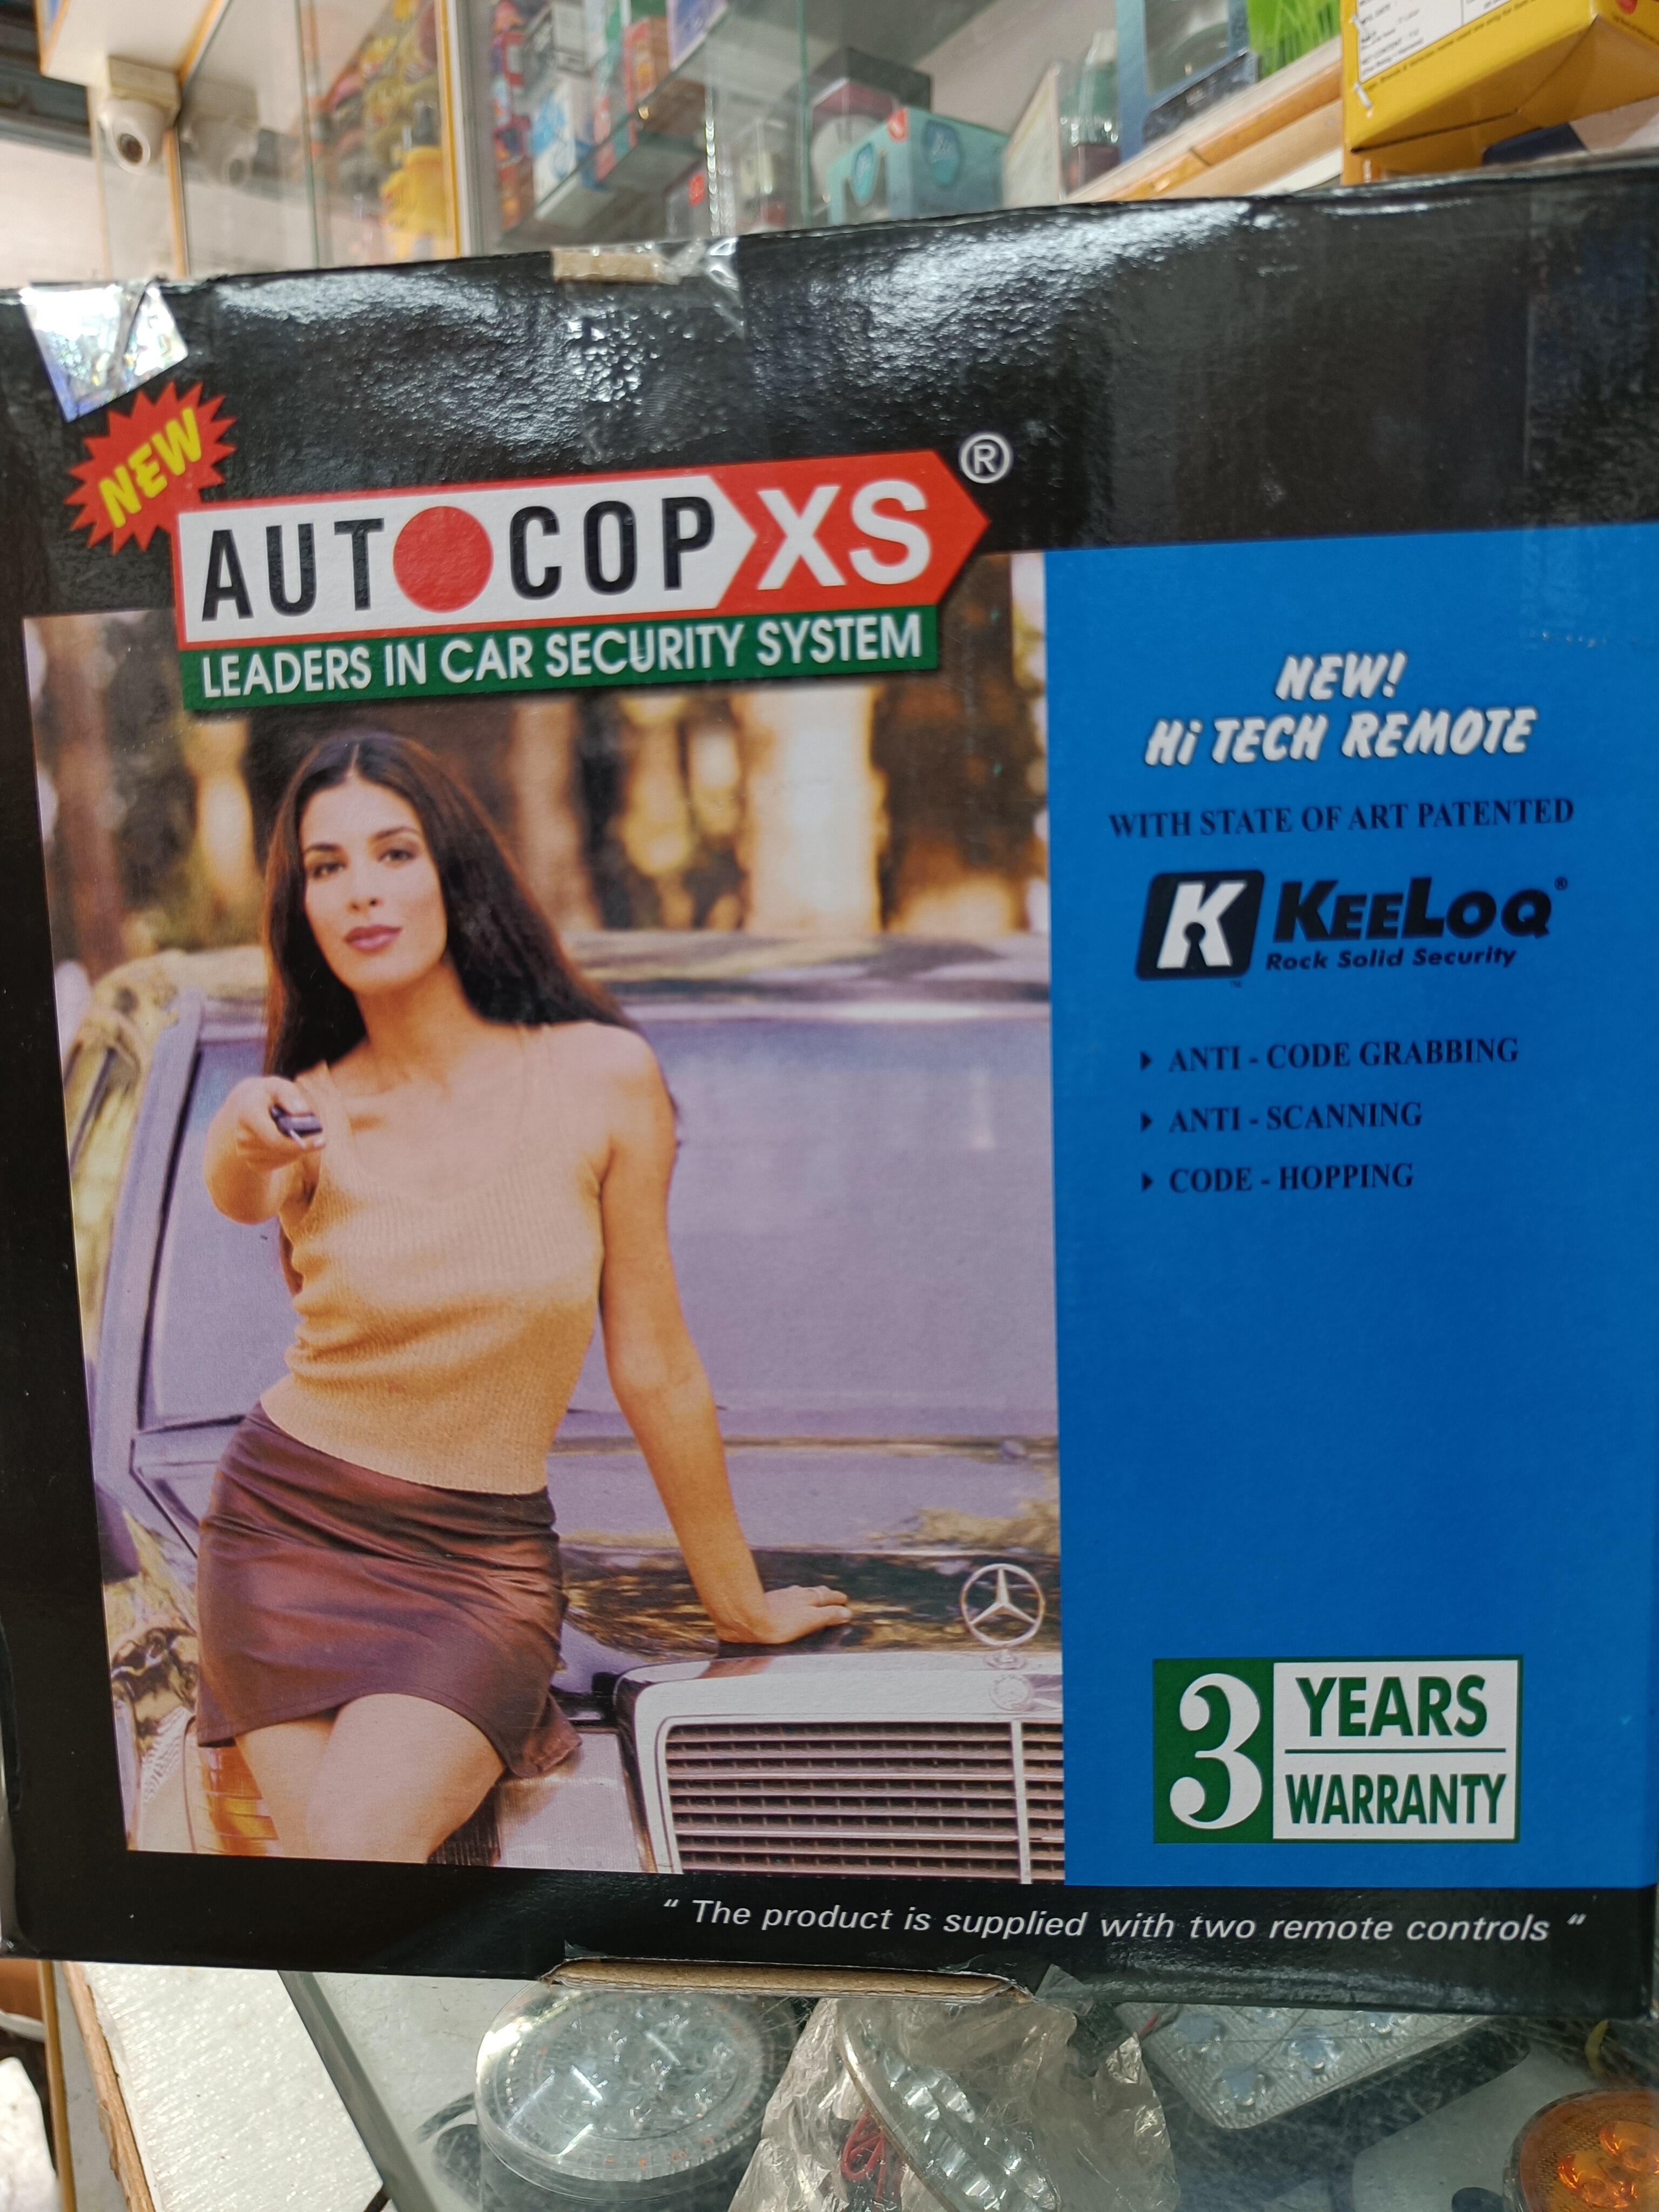 NEW
AUTOCOP XS ®
LEADERS IN CAR SECURITY SYSTEM
NEW!
Hi TECH REMOTE
WITH STATE OF ART PATENTED
K KEELOQ®
Rock Solid Security
™
ANTI - CODE GRABBING
ANTI - SCANNING
CODE - HOPPING
3 YEARS
WARRANTY
“ The product is supplied with two remote controls “